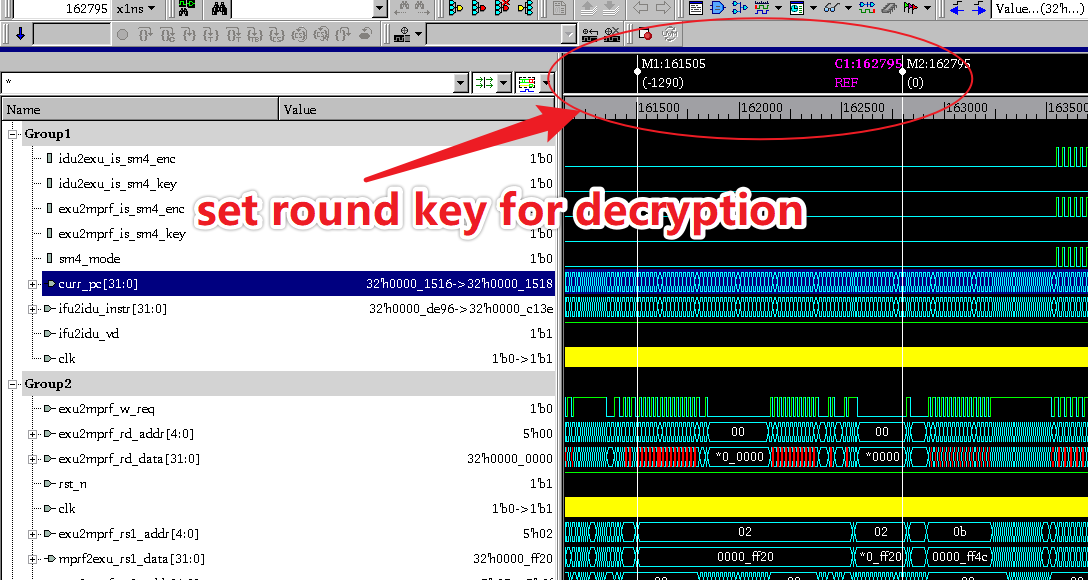 162795 x1ns
Value...(32'h...)
M1:161505 C1:162795 M2:162795
(-1290) REF (0)
*
161500 162000 162500 163000 163500
Name Value
Group1
idu2exu_is_sm4_enc 1'b0
idu2exu_is_sm4_key 1'b0
exu2mprf_is_sm4_enc
exu2mprf_is_sm4_key 1'b0
set round key for decryption
sm4_mode 1'b0
curr_pc[31:0] 32'h0000_1516->32'h0000_1518
ifu2idu_instr[31:0] 32'h0000_de96->32'h0000_c13e
ifu2idu_vd 1'b1
clk 1'b0->1'b1
Group2
exu2mprf_w_req 1'b0
exu2mprf_rd_addr[4:0] 5'h00 00 00
exu2mprf_rd_data[31:0] 32'h0000_0000 *0_0000 *0000
rst_n 1'b1
clk 1'b0->1'b1
exu2mprf_rs1_addr[4:0] 5'h02 02 02 0b
mprf2exu_rs1_data[31:0] 32'h0000_ff20 0000_ff20 *0_ff20 0000_ff4c